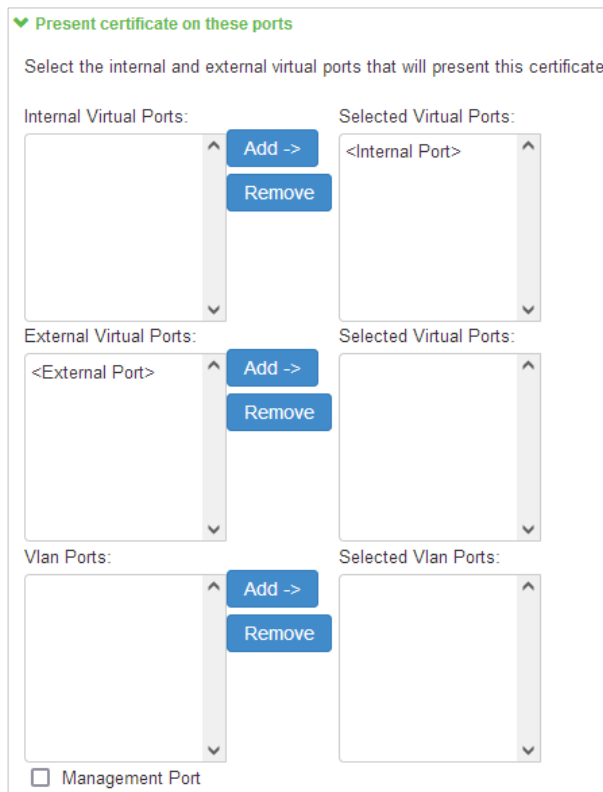 Present certificate on these ports
Select the internal and external virtual ports that will present this certificate
Internal Virtual Ports:
Selected Virtual Ports:
Add ->
<Internal Port>
Remove
External Virtual Ports:
Selected Virtual Ports:
<External Port>
Add ->
Remove
Vlan Ports:
Selected Vlan Ports:
Add ->
Remove
Management Port